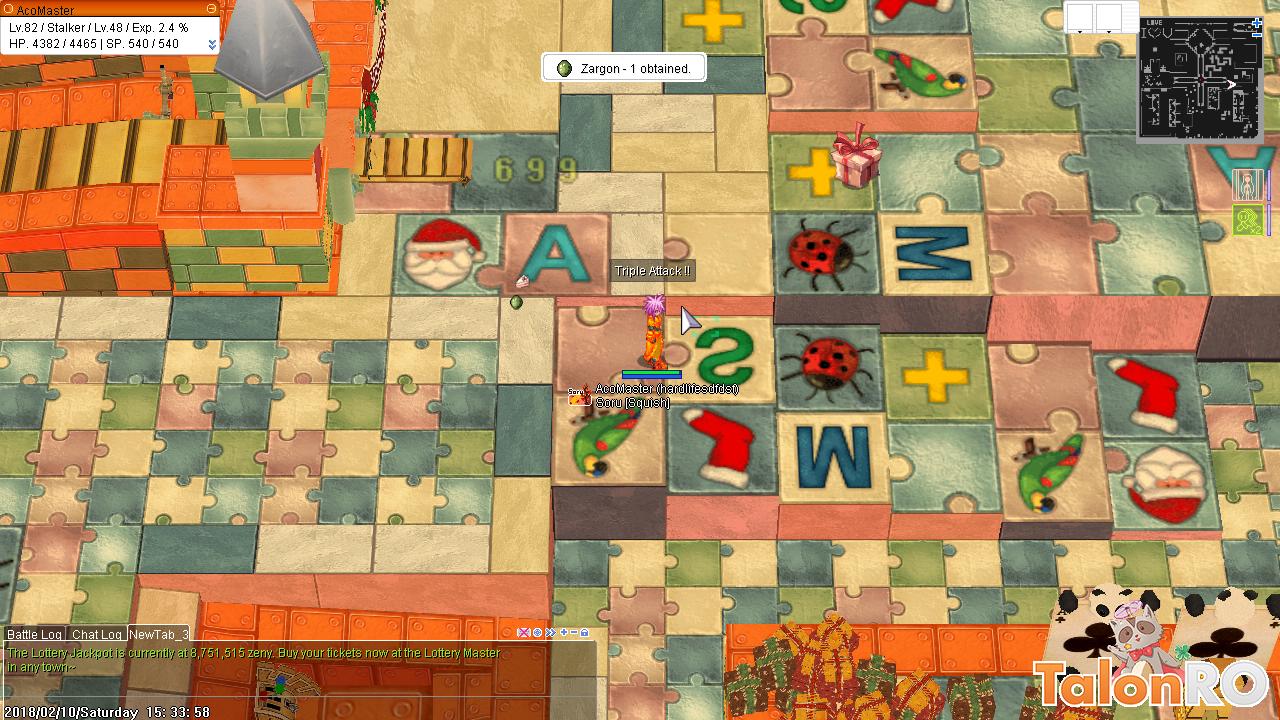 AcoMaster
Lv.82 / Stalker / Lv.48 / Exp. 2.4 %
HP. 4382 / 4465 | SP. 540 / 540
Zargon - 1 obtained.
LOVE
699
A
M
Triple Attack !!
S
AcoMaster (hardlifesdfdsf)
Soru [Squish]
M
Battle Log
Chat Log
NewTab_3
The Lottery Jackpot is currently at 8,751,515 zeny. Buy your tickets now at the Lottery Master
in any town~
2018/02/10/Saturday 15:33:58
TalonRO